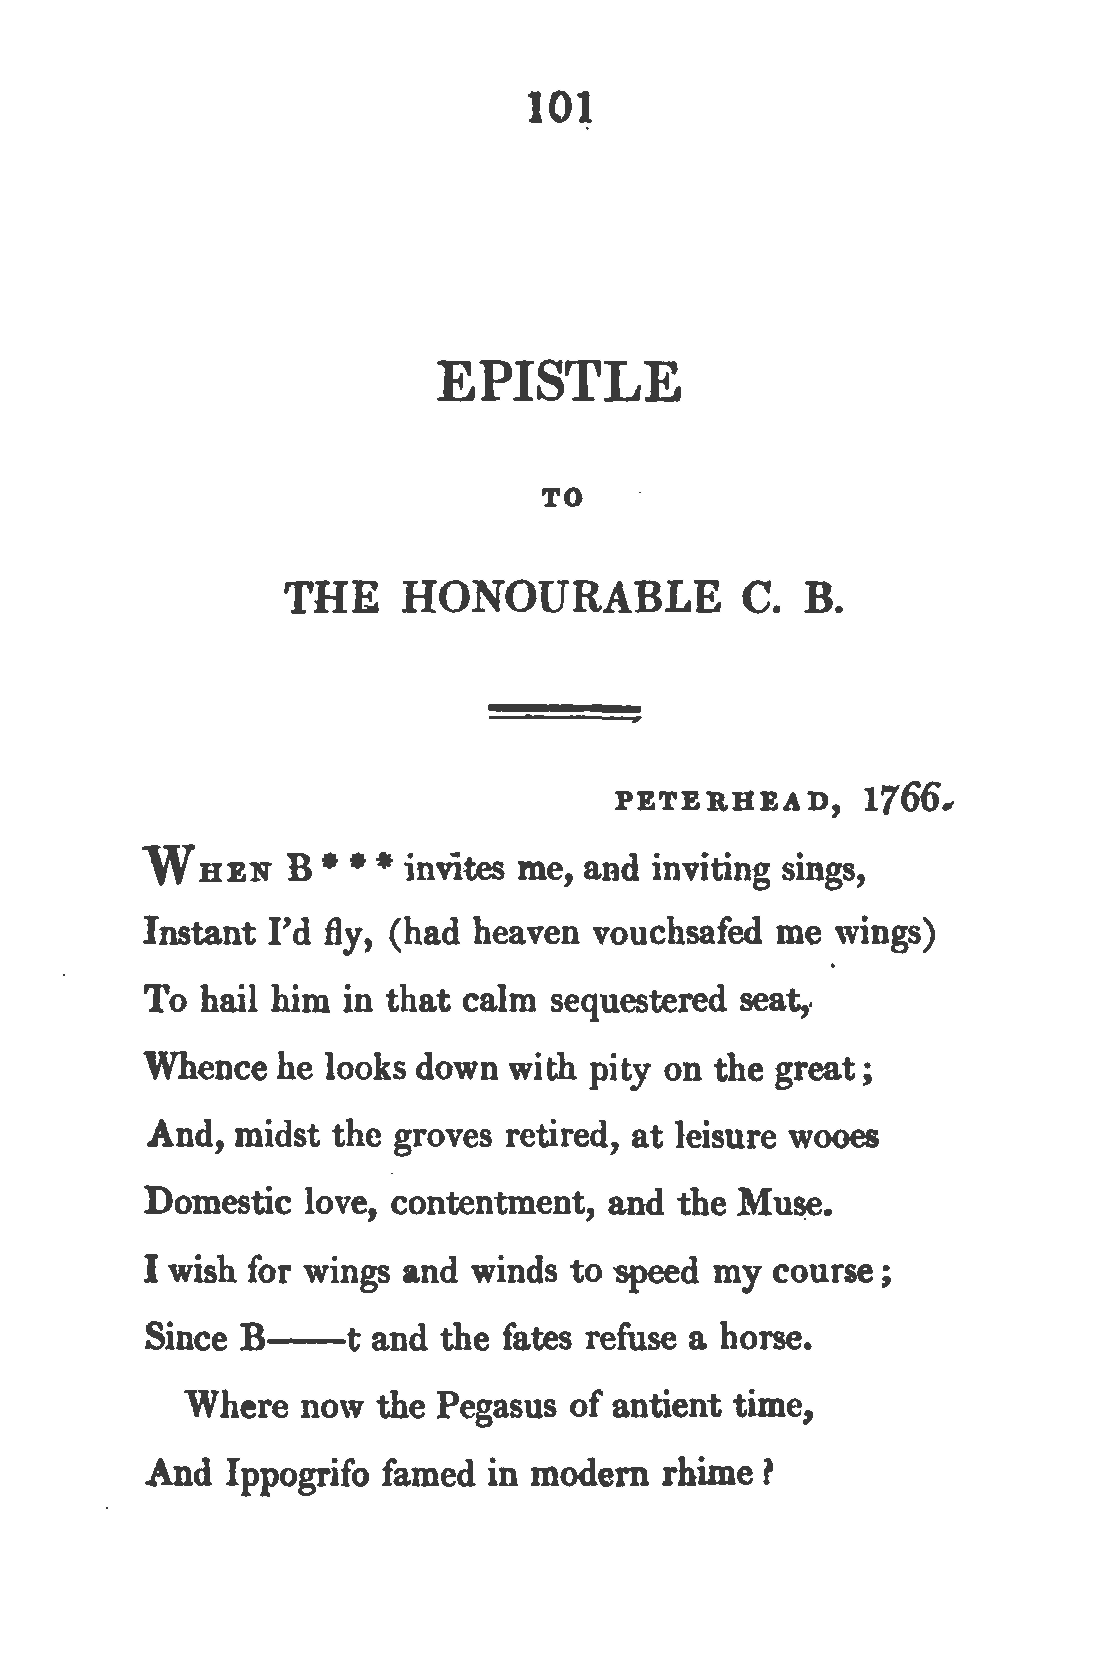 101
EPISTLE
TO
THE HONOURABLE C. B.
PETERHEAD, 1766.
WHEN B * * * invites me, and inviting sings,
Instant I'd fly, (had heaven vouchsafed me wings)
To hail him in that calm sequestered seat,
Whence he looks down with pity on the great;
And, midst the groves retired, at leisure wooes
Domestic love, contentment, and the Muse.
I wish for wings and winds to speed my course;
Since B——t and the fates refuse a horse.
Where now the Pegasus of antient time,
And Ippogrifo famed in modern rhime?